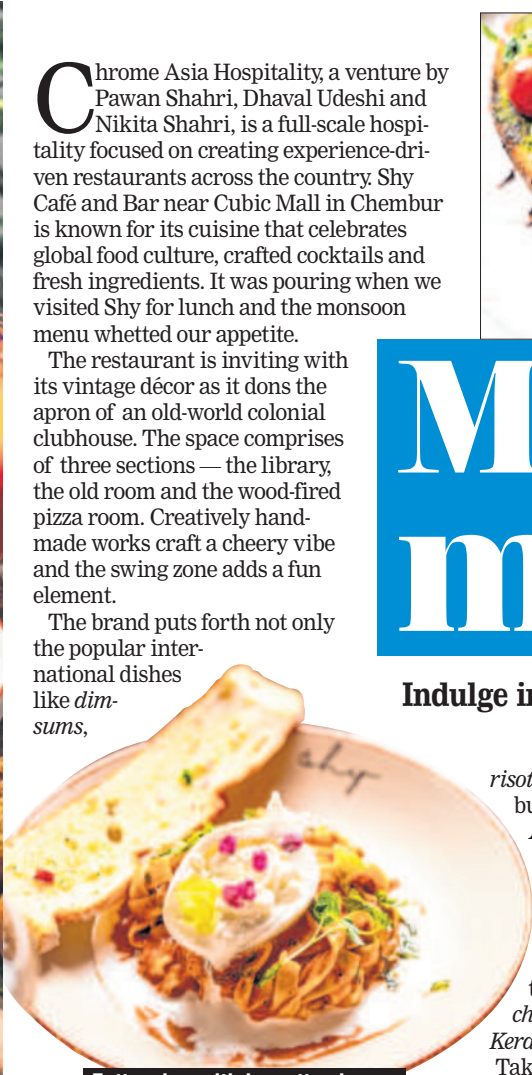 Chrome Asia Hospitality, a venture by
Pawan Shahri, Dhaval Udeshi and
Nikita Shahri, is a full-scale hospi-
tality focused on creating experience-dri-
ven restaurants across the country. Shy
Café and Bar near Cubic Mall in Chembur
is known for its cuisine that celebrates
global food culture, crafted cocktails and
fresh ingredients. It was pouring when we
visited Shy for lunch and the monsoon
menu whetted our appetite.
The restaurant is inviting with
its vintage décor as it dons the
apron of an old-world colonial
clubhouse. The space comprises
of three sections — the library,
the old room and the wood-fired
pizza room. Creatively hand-
made works craft a cheery vibe
and the swing zone adds a fun
element.
The brand puts forth not only
the popular inter-
national dishes
like dim-
sums,
shy
M
m
Indulge